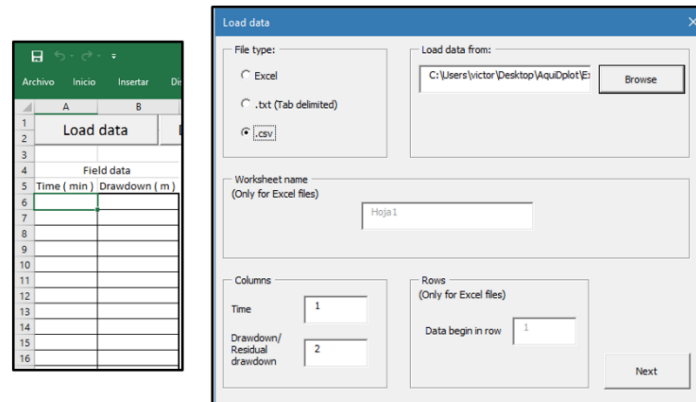 Archivo Inicio Insertar
A B
1
2
Load data
3
4 Field data
5 Time ( min ) Drawdown ( m )
6
7
8
9
10
11
12
13
14
15
16
Load data
File type:
Excel
.txt (Tab delimited)
.csv
Load data from:
C:\Users\victor\Desktop\AquiDplot\E
Browse
Worksheet name
(Only for Excel files)
Hoja1
Columns
Time 1
Drawdown/
Residual
drawdown
2
Rows
(Only for Excel files)
Data begin in row 1
Next